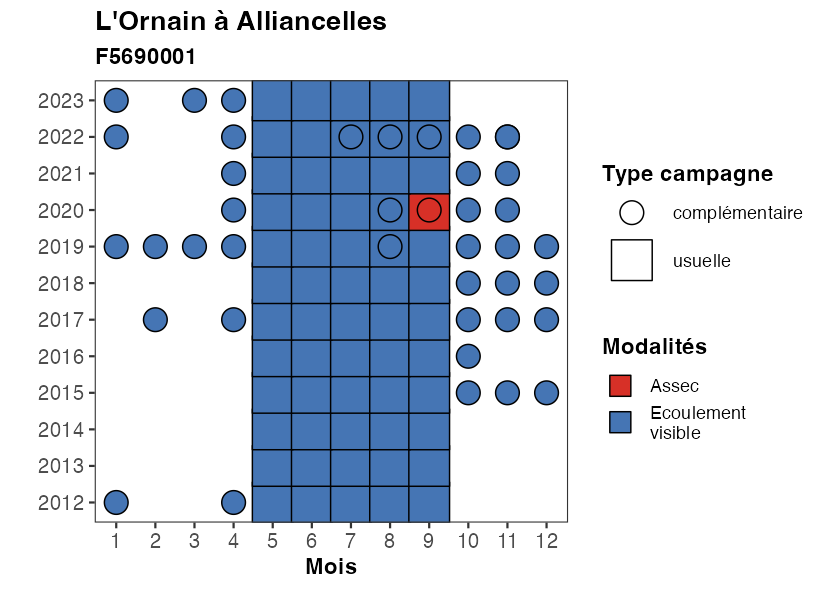 L'Ornain à Alliancelles
F5690001
2023
2022
2021
2020
2019
2018
2017
2016
2015
2014
2013
2012
1 2 3 4 5 6 7 8 9 10 11 12
Mois
Type campagne
complémentaire
usuelle
Modalités
Assec
Ecoulement
visible